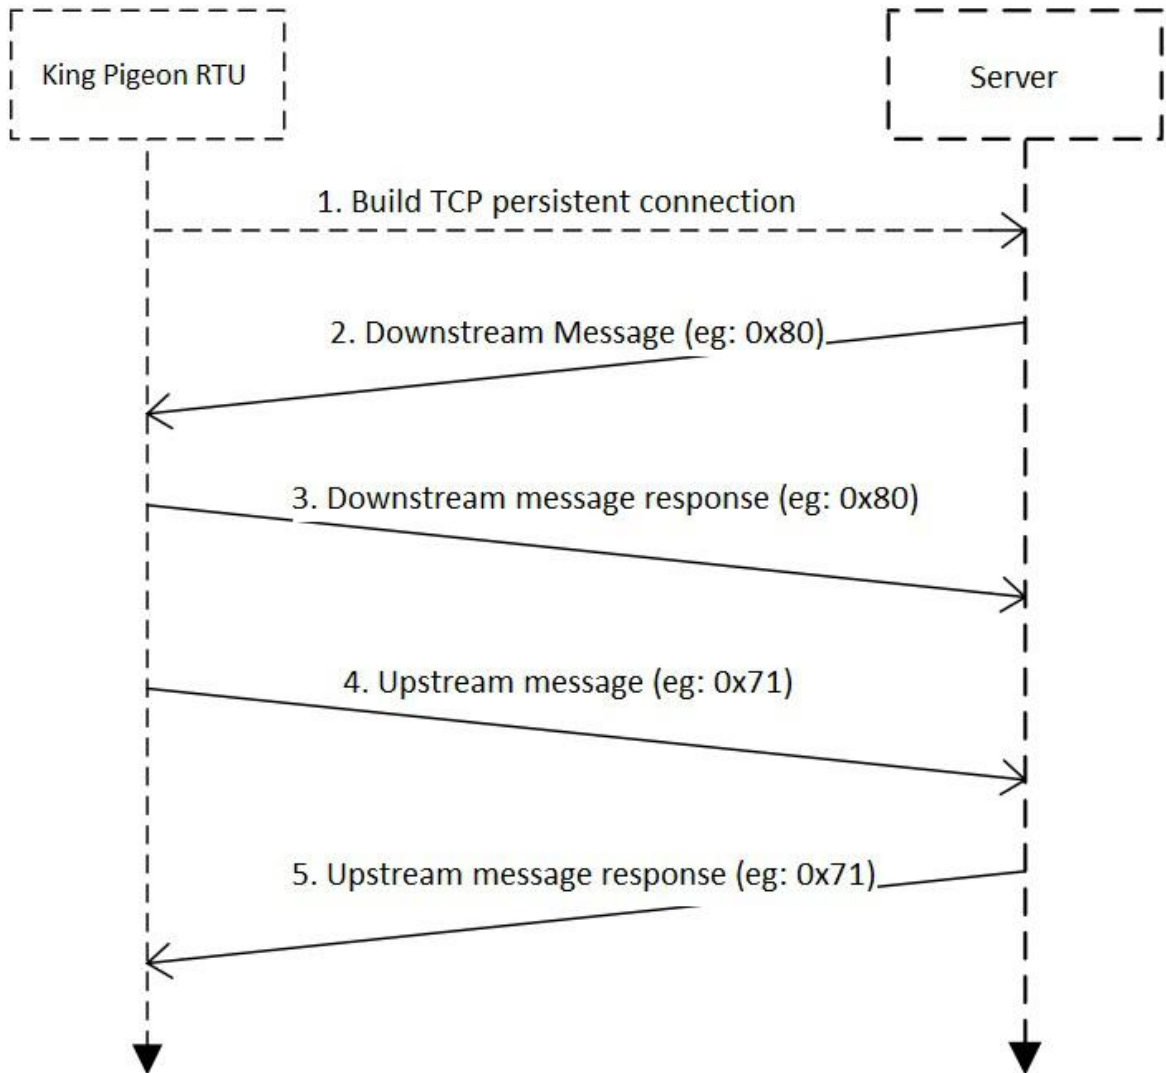 King Pigeon RTU
Server
1. Build TCP persistent connection
2. Downstream Message (eg: 0x80)
3. Downstream message response (eg: 0x80)
4. Upstream message (eg: 0x71)
5. Upstream message response (eg: 0x71)